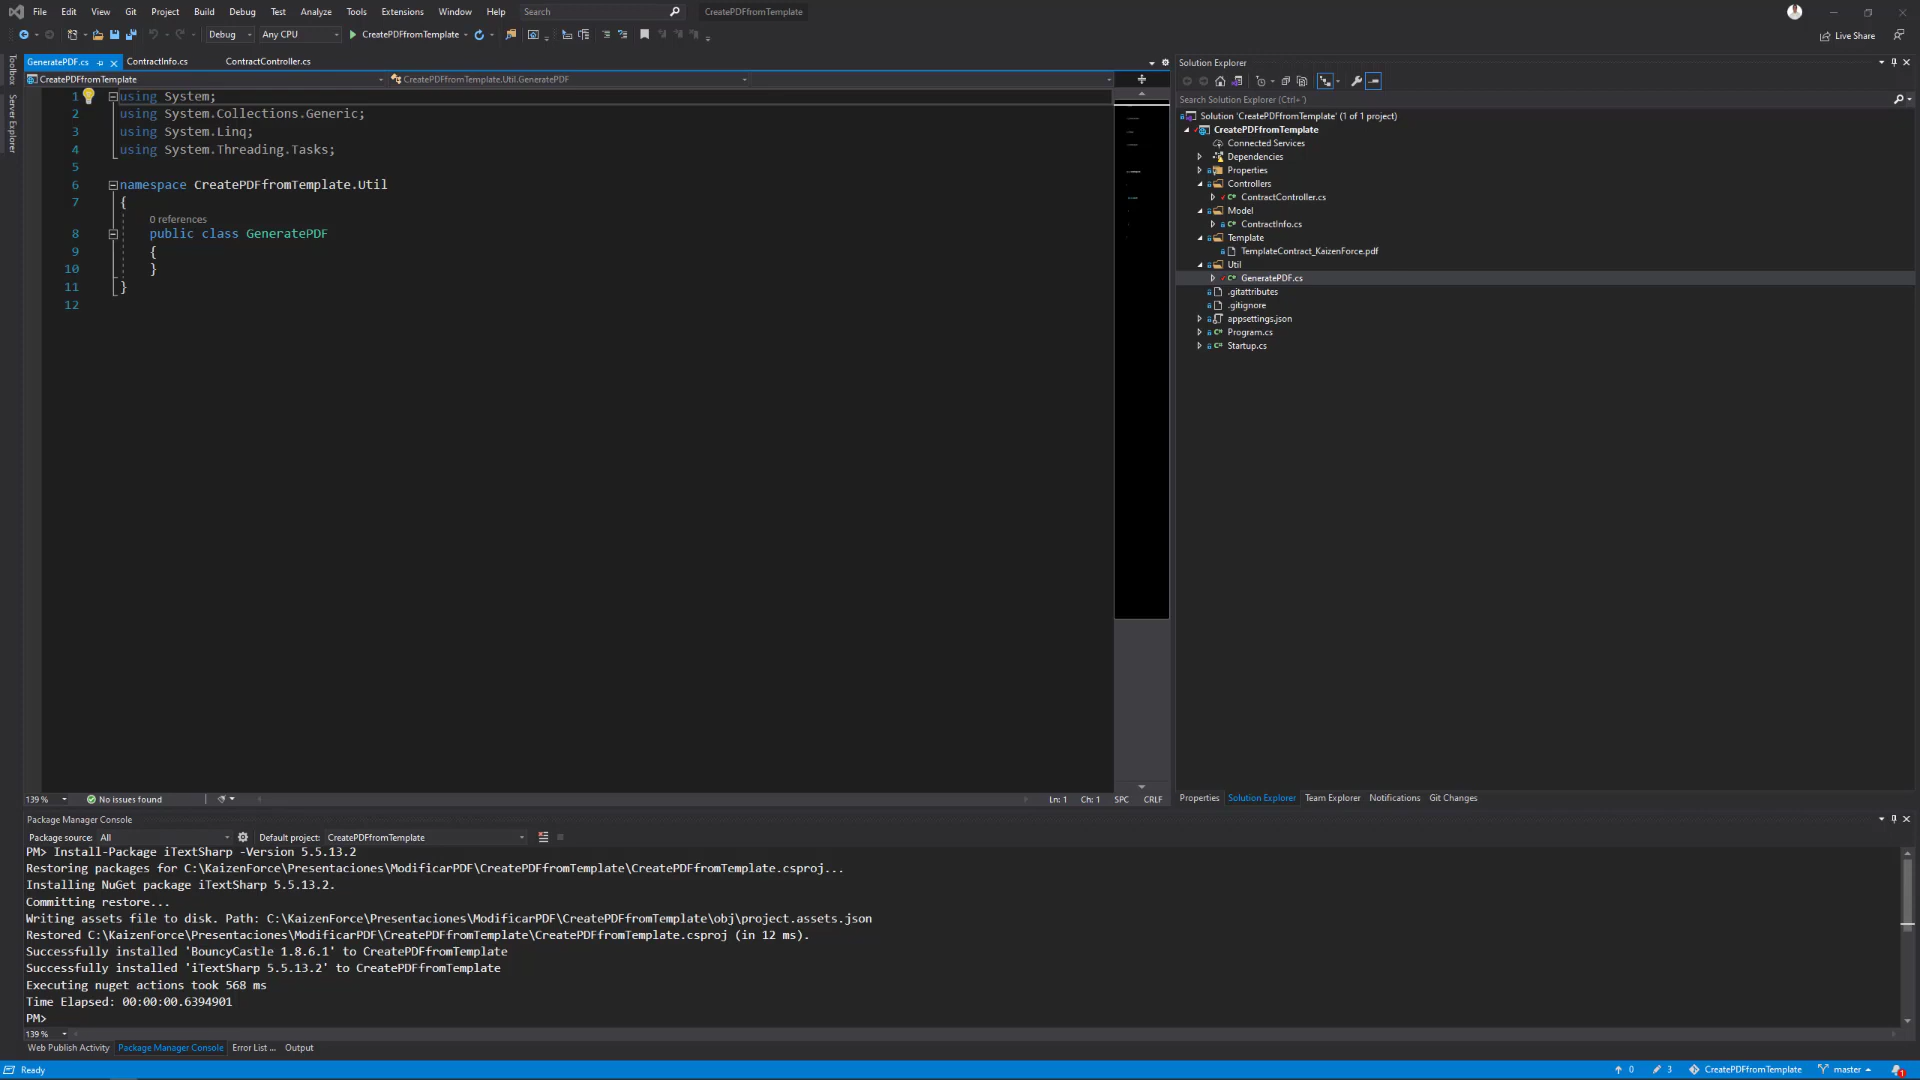 File Edit View Git Project Build Debug Test Analyze Tools Extensions Window Help Search CreatePDFfromTemplate
Debug Any CPU CreatePDFfromTemplate Live Share
GeneratePDF.cs ContractInfo.cs ContractController.cs
CreatePDFfromTemplate CreatePDFfromTemplate.Util.GeneratePDF
1 using System;
2 using System.Collections.Generic;
3 using System.Linq;
4 using System.Threading.Tasks;
5
6 namespace CreatePDFfromTemplate.Util
7 {
0 references
8 public class GeneratePDF
9 {
10 }
11 }
12
139 % No issues found Ln: 1 Ch: 1 SPC CRLF
Toolbox
Server Explorer
Solution Explorer
Search Solution Explorer (Ctrl+')
Solution 'CreatePDFfromTemplate' (1 of 1 project)
CreatePDFfromTemplate
Connected Services
Dependencies
Properties
Controllers
ContractController.cs
Model
ContractInfo.cs
Template
TemplateContract_KaizenForce.pdf
Util
GeneratePDF.cs
.gitattributes
.gitignore
appsettings.json
Program.cs
Startup.cs
Properties Solution Explorer Team Explorer Notifications Git Changes
Package Manager Console
Package source: All Default project: CreatePDFfromTemplate
PM> Install-Package iTextSharp -Version 5.5.13.2
Restoring packages for C:\KaizenForce\Presentaciones\ModificarPDF\CreatePDFfromTemplate\CreatePDFfromTemplate.csproj...
Installing NuGet package iTextSharp 5.5.13.2.
Committing restore...
Writing assets file to disk. Path: C:\KaizenForce\Presentaciones\ModificarPDF\CreatePDFfromTemplate\obj\project.assets.json
Restored C:\KaizenForce\Presentaciones\ModificarPDF\CreatePDFfromTemplate\CreatePDFfromTemplate.csproj (in 12 ms).
Successfully installed 'BouncyCastle 1.8.6.1' to CreatePDFfromTemplate
Successfully installed 'iTextSharp 5.5.13.2' to CreatePDFfromTemplate
Executing nuget actions took 568 ms
Time Elapsed: 00:00:00.6394901
PM>
139 %
Web Publish Activity Package Manager Console Error List ... Output
Ready 0 3 CreatePDFfromTemplate master 1